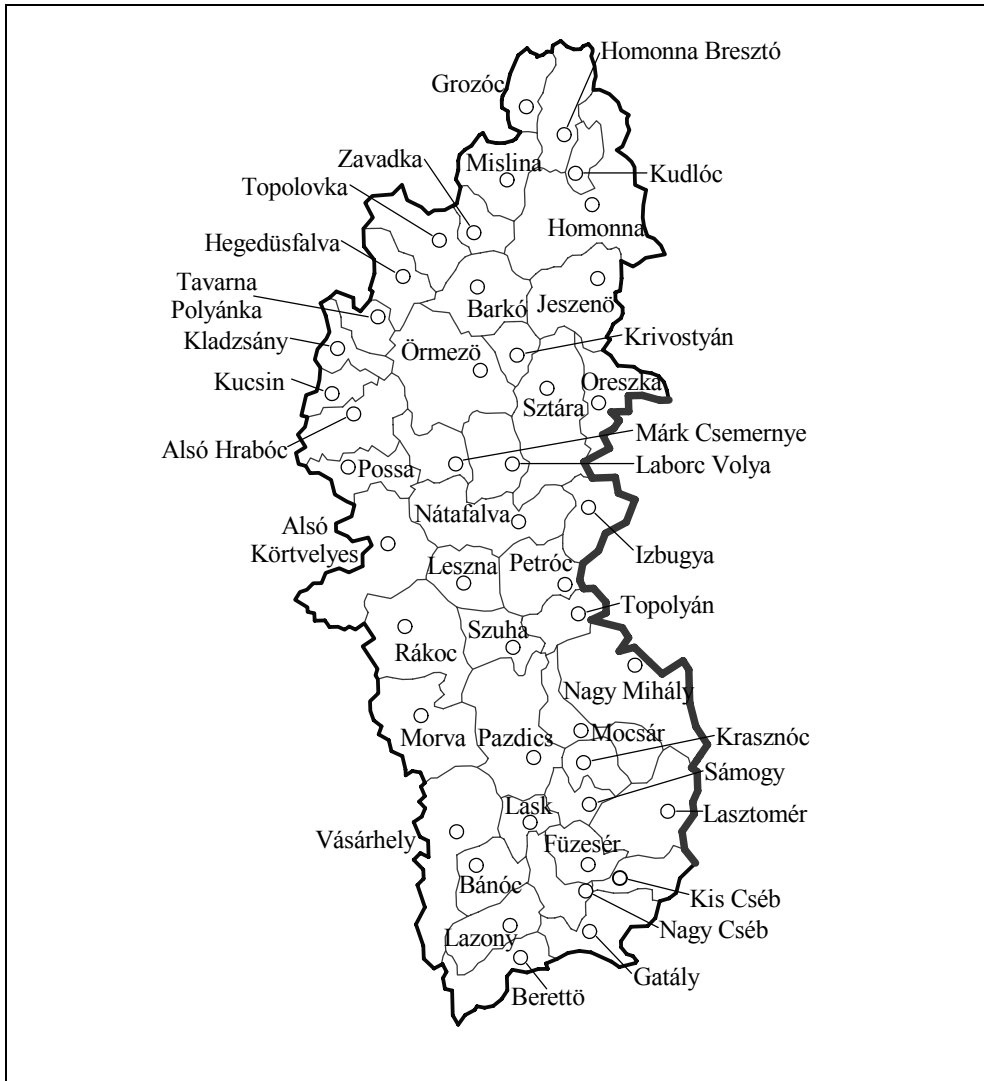 Homonna Bresztó
Grozóc
Zavadka
Mislina
Kudlóc
Topolovka
Homonna
Hegedüsfalva
Tavarna
Polyánka
Barkó
Jeszenö
Kladzsány
Örmezö
Krivostyán
Kucsin
Oreszka
Sztára
Alsó Hrabóc
Márk Csemernye
Possa
Laborc Volya
Nátafalva
Alsó
Körtvelyes
Izbugya
Leszna
Petróc
Topolyán
Szuha
Rákoc
Nagy Mihály
Morva
Pazdics
Mocsár
Krasznóc
Sámogy
Lask
Lasztomér
Vásárhely
Füzesér
Bánóc
Kis Cséb
Nagy Cséb
Lazony
Gatály
Berettö